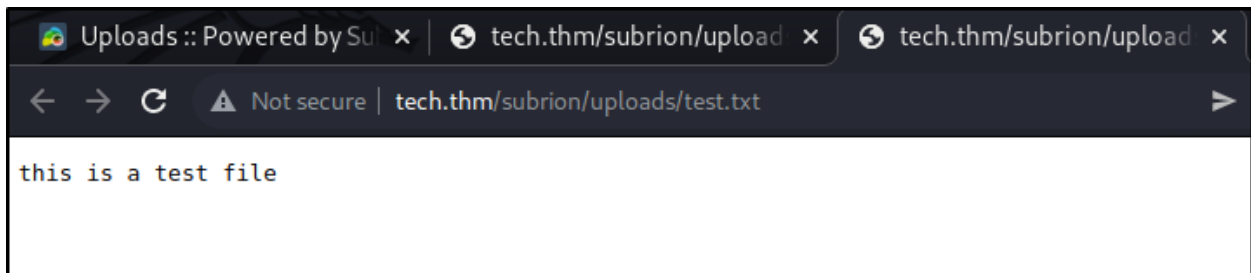 Uploads :: Powered by Su
tech.thm/subrion/upload
tech.thm/subrion/upload
Not secure | tech.thm/subrion/uploads/test.txt
this is a test file